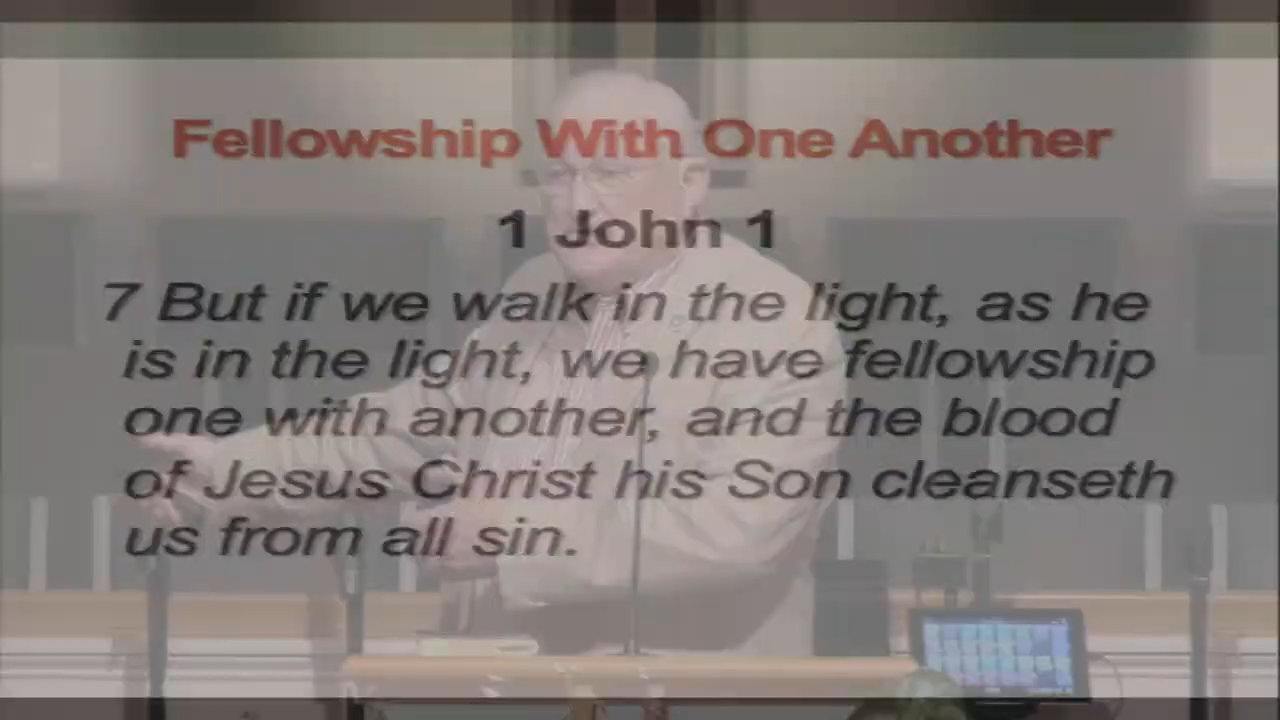 Fellowship With One Another
1 John 1
7 But if we walk in the light, as he
is in the light, we have fellowship
one with another, and the blood
of Jesus Christ his Son cleanseth
us from all sin.